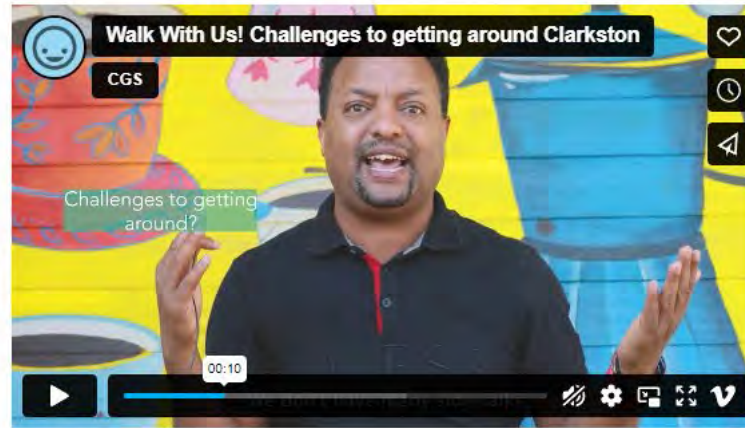 Walk With Us! Challenges to getting around Clarkston
CGS
Challenges to getting
around?
00:10